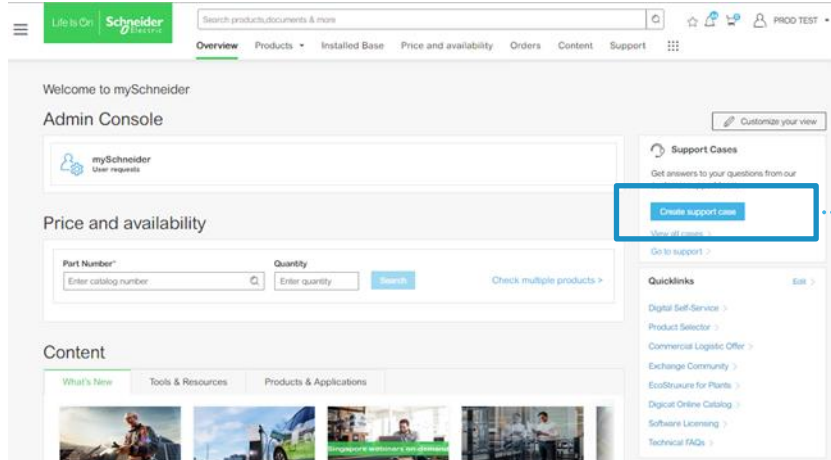 Life Is On Schneider Electric
Search products,documents & more
PROD TEST
Overview Products Installed Base Price and availability Orders Content Support
Welcome to mySchneider
Admin Console
Customize your view
mySchneider
User requests
Support Cases
Get answers to your questions from our
Create support case
View all cases >
Go to support >
Price and availability
Part Number*
Quantity
Enter catalog number
Enter quantity
Search
Check multiple products >
Quicklinks
Edit >
Digital Self-Service >
Product Selector >
Commercial Logistic Offer >
Exchange Community >
EcoStruxure for Plants >
Digicat Online Catalog >
Software Licensing >
Technical FAQs >
Content
What's New Tools & Resources Products & Applications
Singapore webinars on-demand